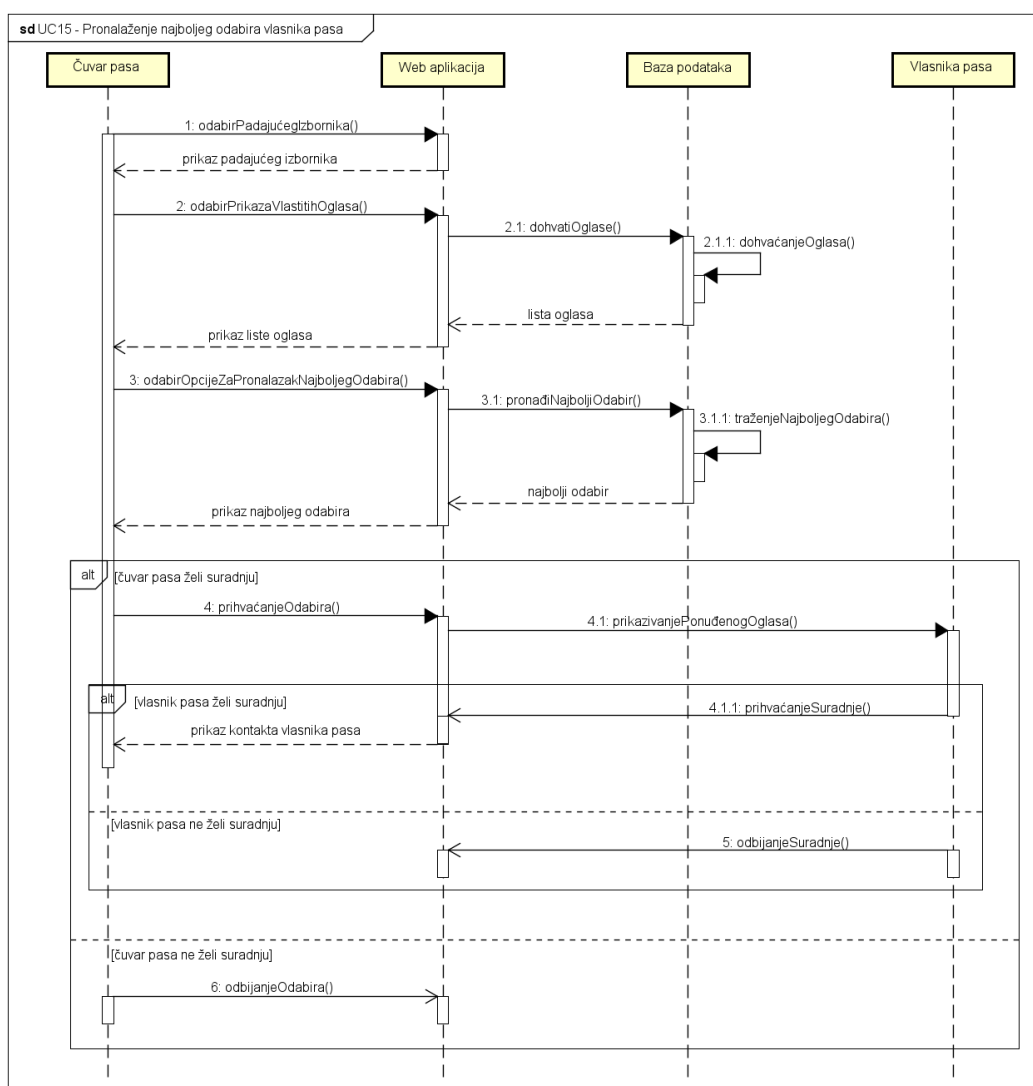 sd UC15 - Pronalaženje najboljeg odabira vlasnika pasa
Čuvar pasa
Web aplikacija
Baza podataka
Vlasnika pasa
1: odabirPadajućegIzbornika()
prikaz padajućeg izbornika
2: odabirPrikazaVlastitihOglasa()
2.1: dohvatiOglase()
2.1.1: dohvaćanjeOglasa()
lista oglasa
prikaz liste oglasa
3: odabirOpcijeZaPronalazakNajboljegOdabira()
3.1: pronađiNajboljiOdabir()
3.1.1: traženjeNajboljegOdabira()
najbolji odabir
prikaz najboljeg odabira
alt
[čuvar pasa želi suradnju]
4: prihvaćanjeOdabira()
4.1: prikazivanjePonuđenogOglasa()
alt
[vlasnik pasa želi suradnju]
4.1.1: prihvaćanjeSuradnje()
prikaz kontakta vlasnika pasa
[vlasnik pasa ne želi suradnju]
5: odbijanjeSuradnje()
[čuvar pasa ne želi suradnju]
6: odbijanjeOdabira()